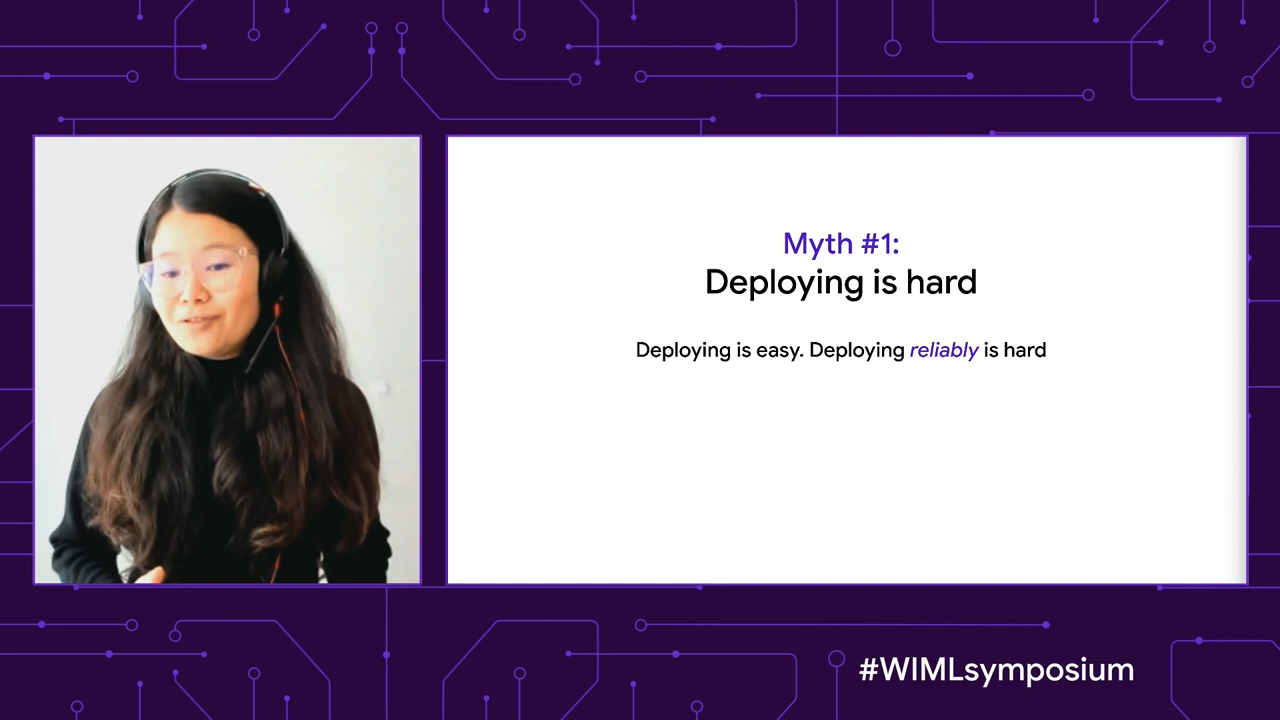 Myth #1:
Deploying is hard
Deploying is easy. Deploying reliably is hard
#WIMLsymposium